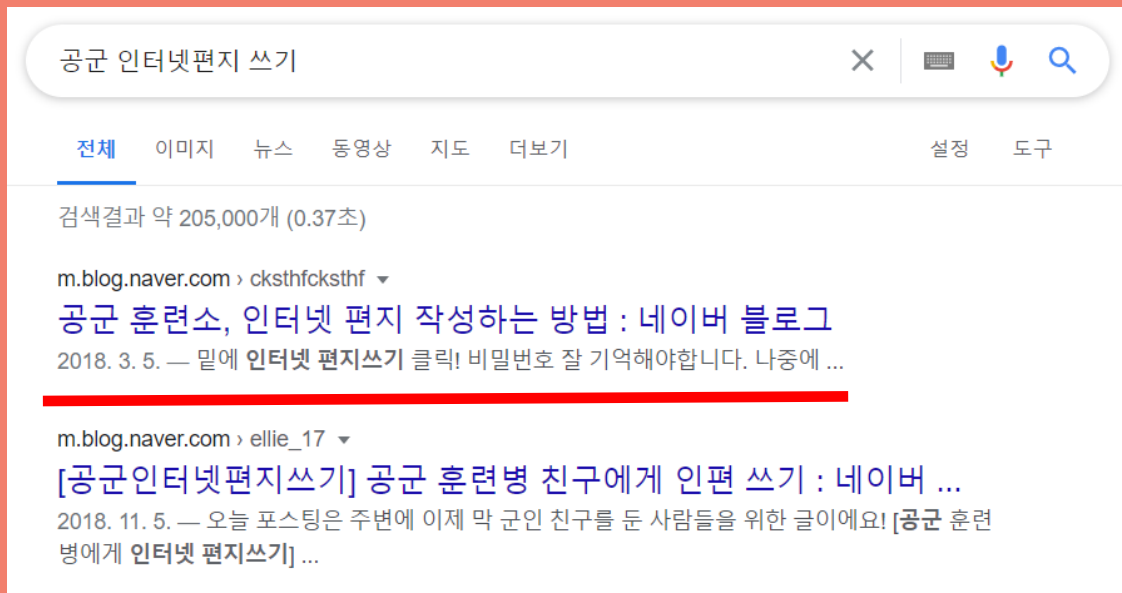 공군 인터넷편지 쓰기
전체 이미지 뉴스 동영상 지도 더보기 설정 도구
검색결과 약 205,000개 (0.37초)
m.blog.naver.com › cksthfcksthf
공군 훈련소, 인터넷 편지 작성하는 방법 : 네이버 블로그
2018. 3. 5. — 밑에 인터넷 편지쓰기 클릭! 비밀번호 잘 기억해야합니다. 나중에 ...
m.blog.naver.com › ellie_17
[공군인터넷편지쓰기] 공군 훈련병 친구에게 인편 쓰기 : 네이버 ...
2018. 11. 5. — 오늘 포스팅은 주변에 이제 막 군인 친구를 둔 사람들을 위한 글이에요! [공군 훈련
병에게 인터넷 편지쓰기] ...